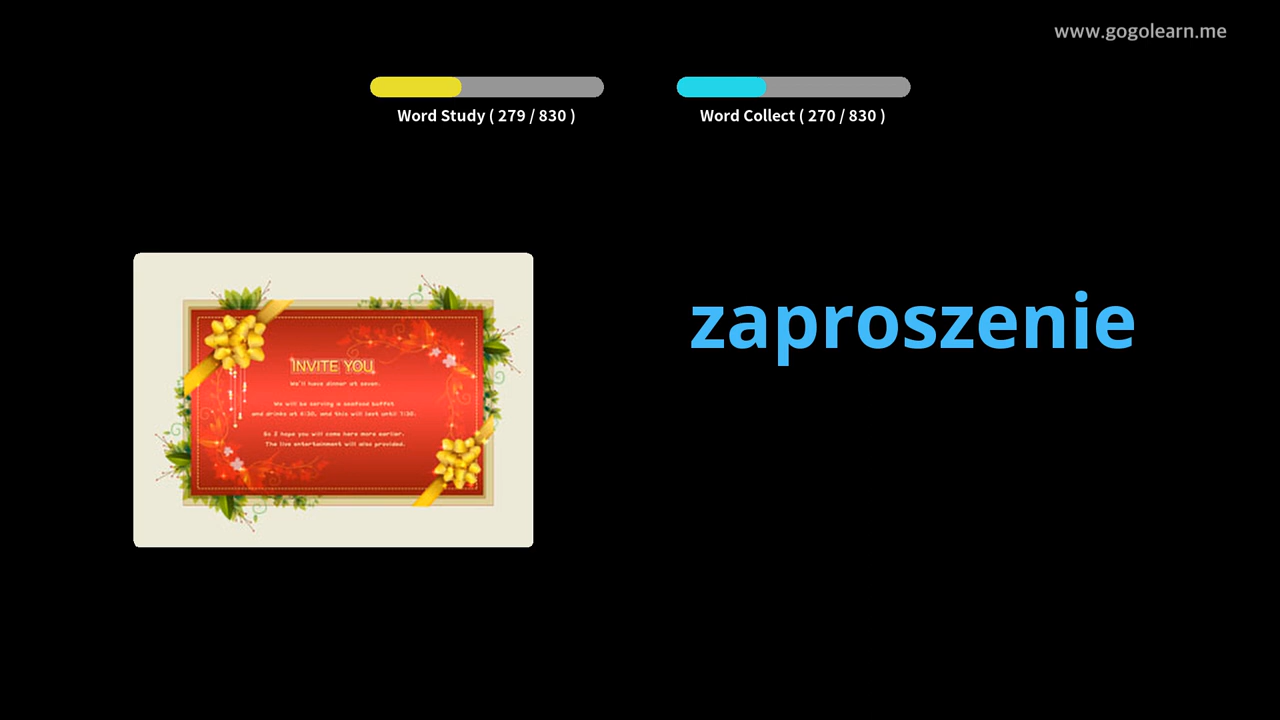 www.gogolearn.me
Word Study ( 279 / 830 )
Word Collect ( 270 / 830 )
zaproszenie
INVITE YOU
We'll have dinner at seven.
We will be serving a seafood buffet
and drinks at 6:30, and this will last until 7:30.
So I hope you will come here more earlier.
The live entertainment will also provided.